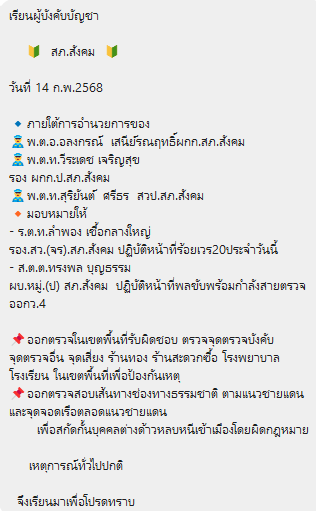 เรียนผู้บังคับบัญชา
🔰 สภ.สังคม 🔰
วันที่ 14 ก.พ.2568
🔹ภายใต้การอำนวยการของ
👮พ.ต.อ.อลงกรณ์ เสนีย์รณฤทธิ์ผกก.สภ.สังคม
👮พ.ต.ท.วีระเดช เจริญสุข
รอง ผกก.ป.สภ.สังคม
👮พ.ต.ท.สุริยันต์ ศรีธร สวป.สภ.สังคม
🔸มอบหมายให้
- ร.ต.ท.ลำพอง เชื้อกลางใหญ่
รอง.สว.(จร).สภ.สังคม ปฏิบัติหน้าที่ร้อยเวร20ประจำวันนี้
- ส.ต.ต.ทรงพล บุญธรรม
ผบ.หมู่.(ป) สภ.สังคม ปฏิบัติหน้าที่พลขับพร้อมกำลังสายตรวจ
ออกว.4
📌ออกตรวจในเขตพื้นที่รับผิดชอบ ตรวจจุดตรวจบังคับ
จุดตรวจอื่น จุดเสี่ยง ร้านทอง ร้านสะดวกซื้อ โรงพยาบาล
โรงเรียน ในเขตพื้นที่เพื่อป้องกันเหตุ
📌ออกตรวจสอบเส้นทางช่องทางธรรมชาติ ตามแนวชายแดน
และจุดจอดเรือตลอดแนวชายแดน
เพื่อสกัดกั้นบุคคลต่างด้าวหลบหนีเข้าเมืองโดยผิดกฎหมาย
เหตุการณ์ทั่วไปปกติ
จึงเรียนมาเพื่อโปรดทราบ